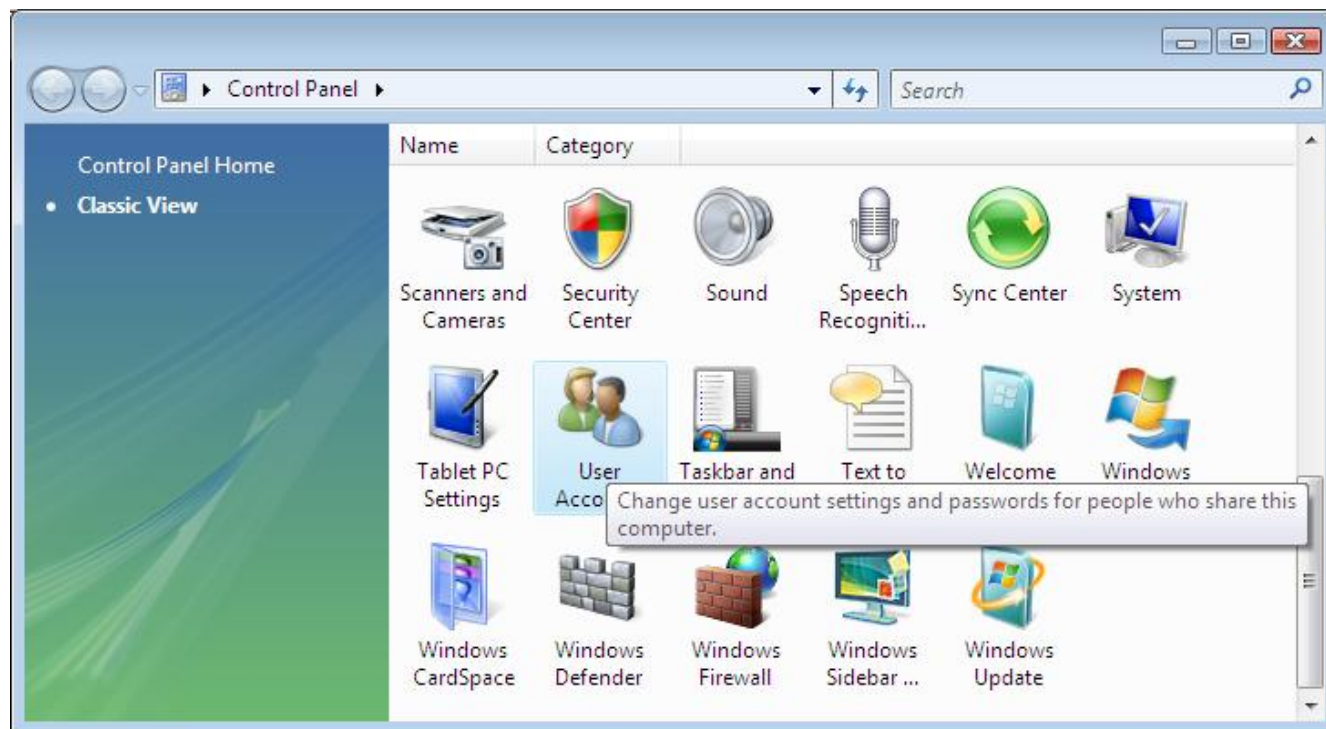 Control Panel
Search
Control Panel Home
Classic View
Name Category
Scanners and Security Sound Speech Sync Center System
Cameras Center Recogniti...
Tablet PC User Taskbar and Text to Welcome Windows
Settings Acco
Change user account settings and passwords for people who share this
computer.
Windows Windows Windows Windows Windows
CardSpace Defender Firewall Sidebar ... Update